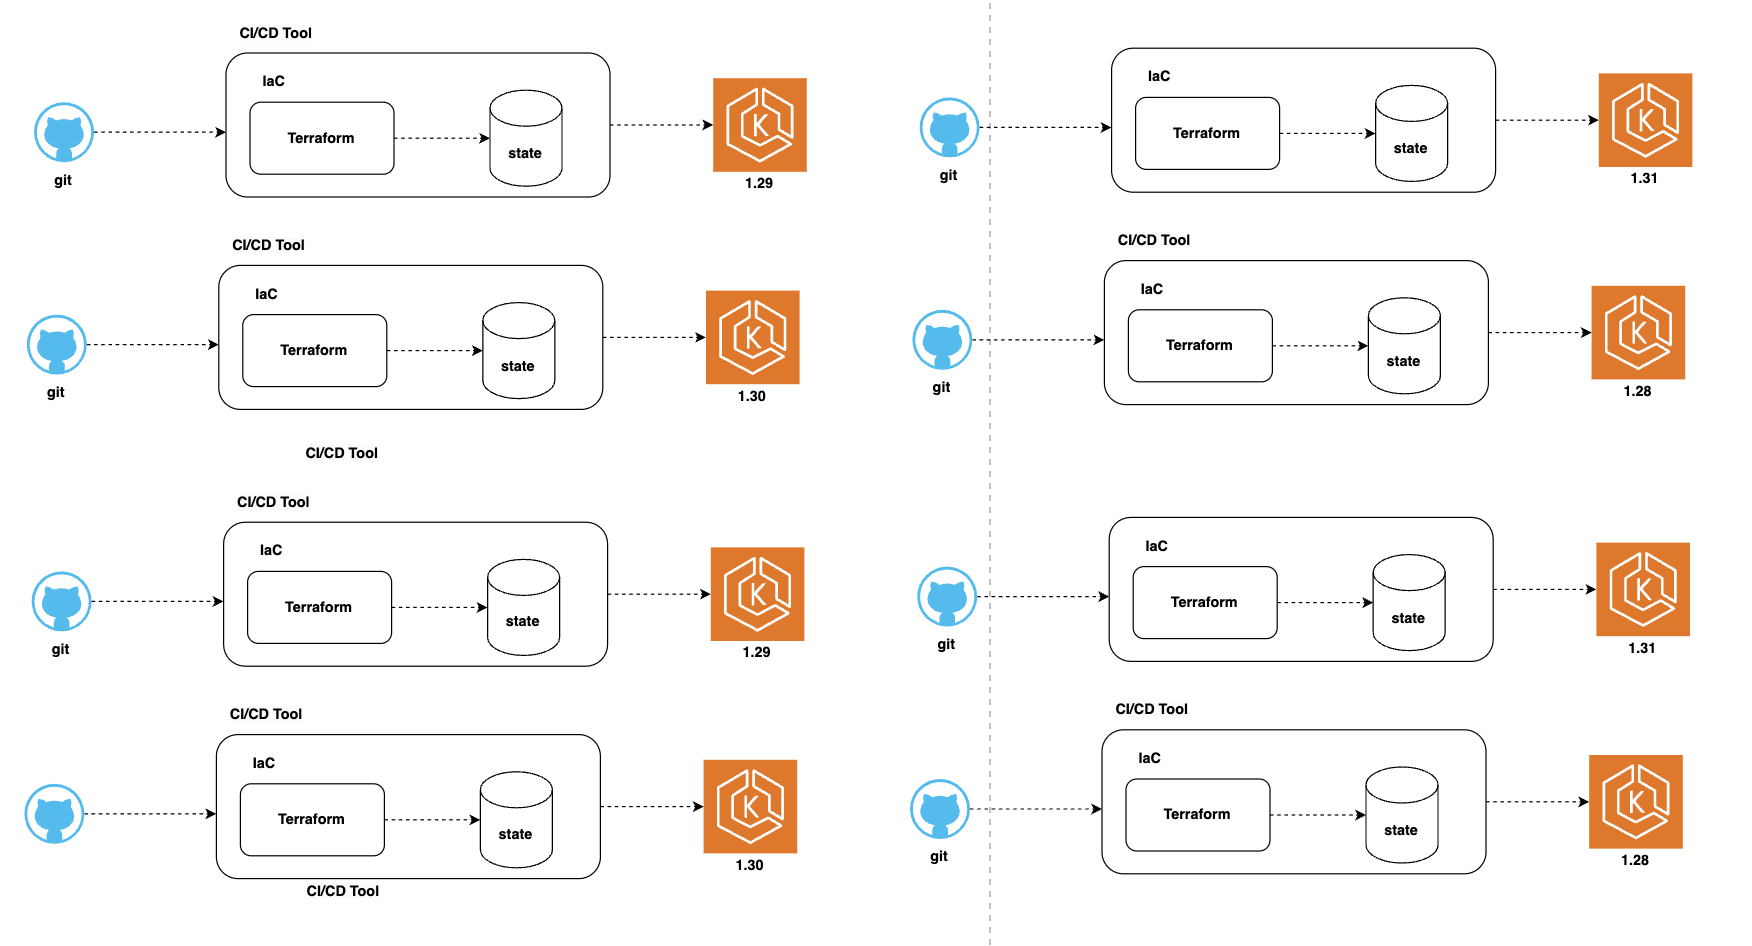 CI/CD Tool
IaC
Terraform
state
git
1.29
IaC
Terraform
state
git
1.31
CI/CD Tool
IaC
Terraform
state
git
1.30
CI/CD Tool
IaC
Terraform
state
git
1.28
CI/CD Tool
CI/CD Tool
IaC
Terraform
state
git
1.29
IaC
Terraform
state
git
1.31
CI/CD Tool
IaC
Terraform
state
1.30
CI/CD Tool
CI/CD Tool
IaC
Terraform
state
git
1.28